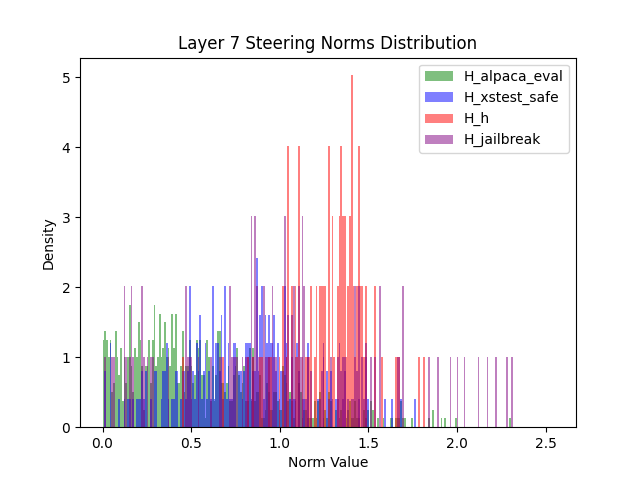 Layer 7 Steering Norms Distribution
H_alpaca_eval
H_xstest_safe
H_h
H_jailbreak
Density
5
4
3
2
1
0
0.0 0.5 1.0 1.5 2.0 2.5
Norm Value